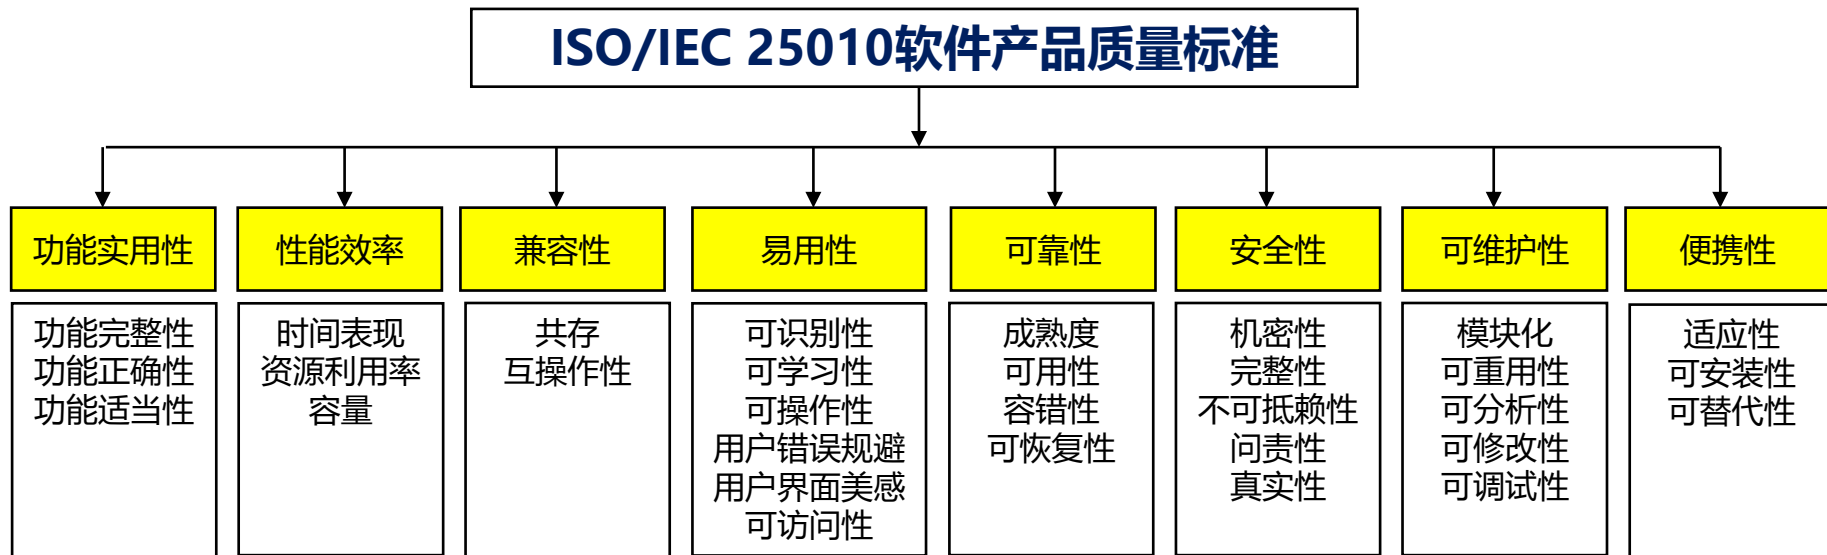 ISO/IEC 25010软件产品质量标准
功能实用性
性能效率
兼容性
易用性
可靠性
安全性
可维护性
便携性
功能完整性
功能正确性
功能适当性
时间表现
资源利用率
容量
共存
互操作性
可识别性
可学习性
可操作性
用户错误规避
用户界面美感
可访问性
成熟度
可用性
容错性
可恢复性
机密性
完整性
不可抵赖性
问责性
真实性
模块化
可重用性
可分析性
可修改性
可调试性
适应性
可安装性
可替代性